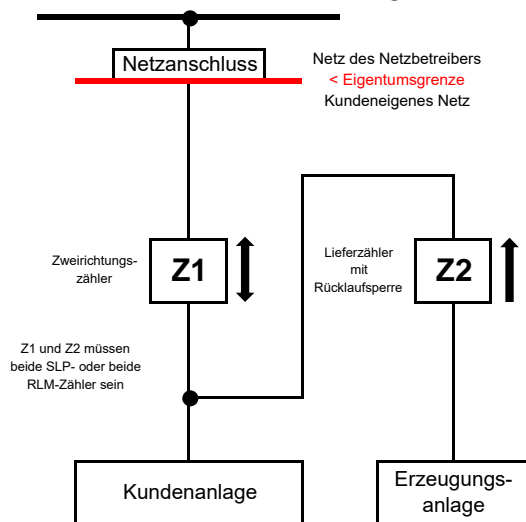 Netzanschluss
Netz des Netzbetreibers
< Eigentumsgrenze
Kundeneigenes Netz
Zweirichtungs-
zähler
Z1
Lieferzähler
mit
Rücklaufsperre
Z2
Z1 und Z2 müssen
beide SLP- oder beide
RLM-Zähler sein
Kundenanlage
Erzeugungs-
anlage